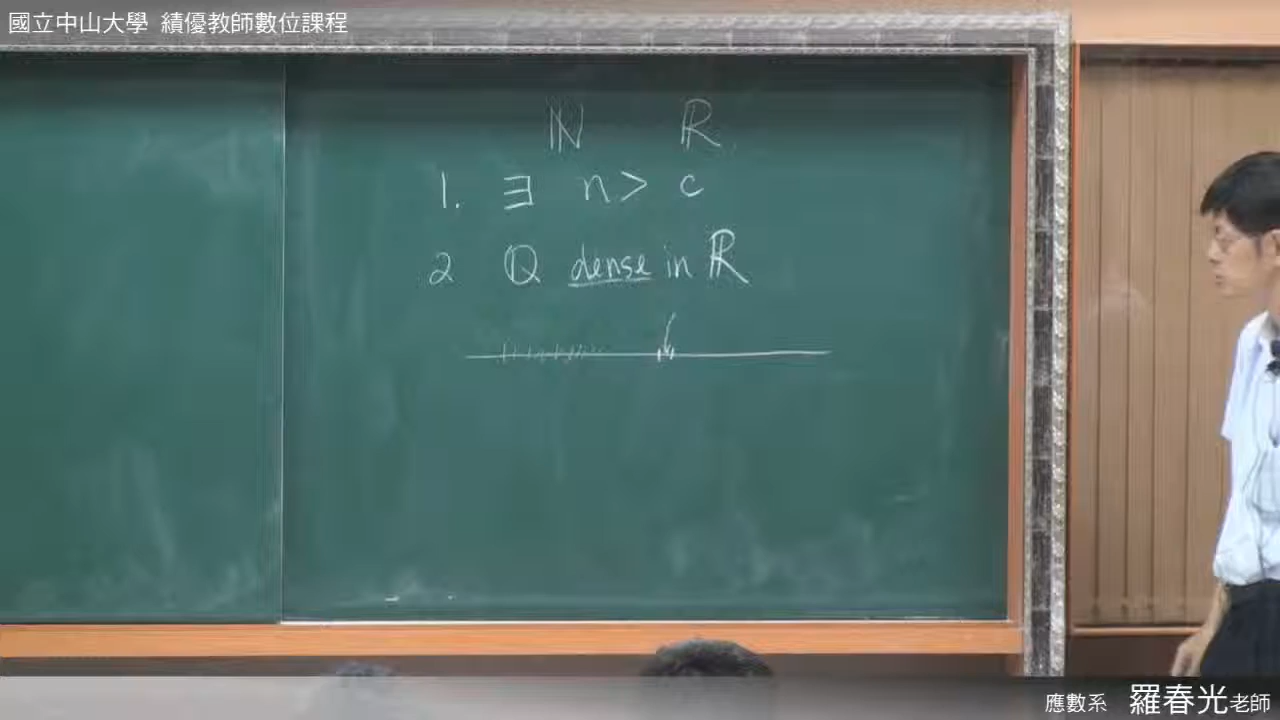 國立中山大學 績優教師數位課程
ℕ ℝ
1. ∃ n > c
2 ℚ dense in ℝ
應數系 羅春光老師